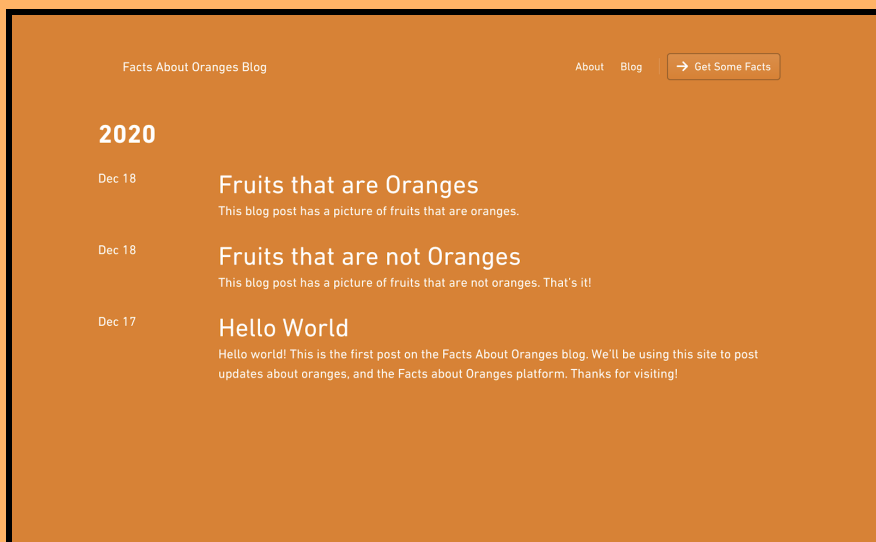 Facts About Oranges Blog
About
Blog
Get Some Facts
2020
Dec 18
Fruits that are Oranges
This blog post has a picture of fruits that are oranges.
Dec 18
Fruits that are not Oranges
This blog post has a picture of fruits that are not oranges. That's it!
Dec 17
Hello World
Hello world! This is the first post on the Facts About Oranges blog. We'll be using this site to post
updates about oranges, and the Facts about Oranges platform. Thanks for visiting!